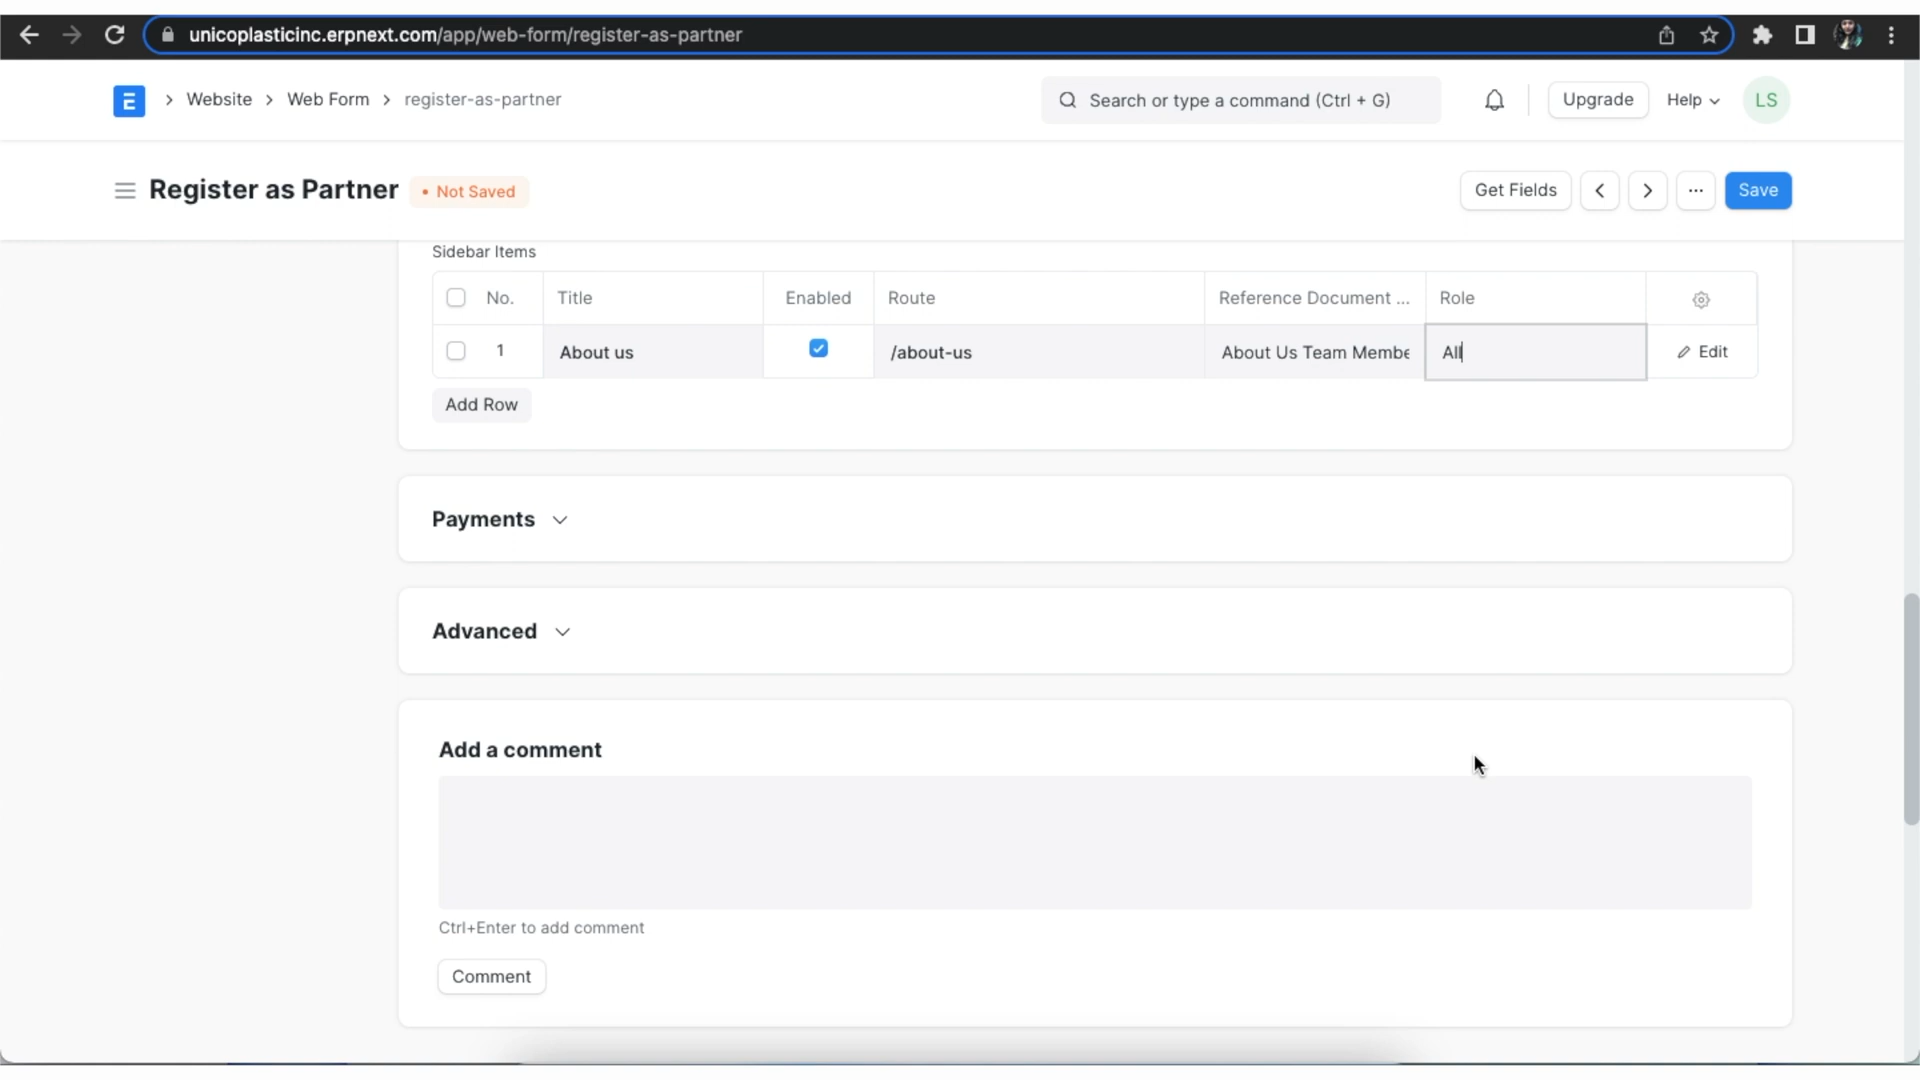 unicoplasticinc.erpnext.com/app/web-form/register-as-partner
E
Website
Web Form
register-as-partner
Search or type a command (Ctrl + G)
Upgrade
Help
LS
Register as Partner
• Not Saved
Get Fields
...
Save
Sidebar Items
No.
Title
Enabled
Route
Reference Document ...
Role
1
About us
/about-us
About Us Team Membe
All
Edit
Add Row
Payments
Advanced
Add a comment
Ctrl+Enter to add comment
Comment